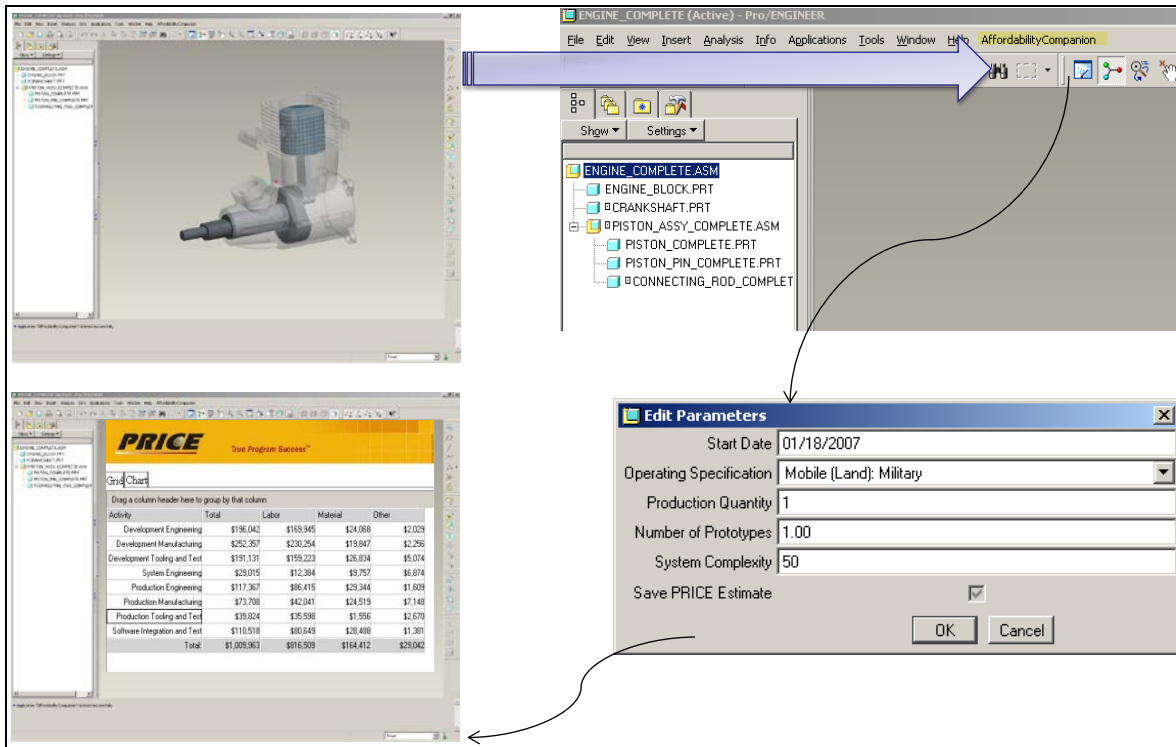 ENGINE_COMPLETE (Active) - Pro/ENGINEER
File Edit View Insert Analysis Info Applications Tools Window Help AffordabilityCompanion
Show Settings
ENGINE_COMPLETE.ASM
ENGINE_BLOCK.PRT
CRANKSHAFT.PRT
PISTON_ASSY_COMPLETE.ASM
PISTON_COMPLETE.PRT
PISTON_PIN_COMPLETE.PRT
CONNECTING_ROD_COMPLET
Edit Parameters
Start Date 01/18/2007
Operating Specification Mobile (Land): Military
Production Quantity 1
Number of Prototypes 1.00
System Complexity 50
Save PRICE Estimate
OK Cancel
PRICE True Program Success™
Grid Chart
Drag a column header here to group by that column
Activity Total Labor Material Other
Development Engineering $196,042 $169,945 $24,068 $2,029
Development Manufacturing $252,357 $230,254 $19,847 $2,256
Development Tooling and Test $191,131 $159,223 $26,834 $5,074
System Engineering $29,015 $12,384 $9,757 $6,874
Production Engineering $117,367 $86,415 $29,344 $1,609
Production Manufacturing $73,708 $42,041 $24,519 $7,148
Production Tooling and Test $39,824 $35,598 $1,556 $2,670
Software Integration and Test $110,518 $80,649 $28,488 $1,381
Total: $1,009,963 $816,509 $164,412 $29,042